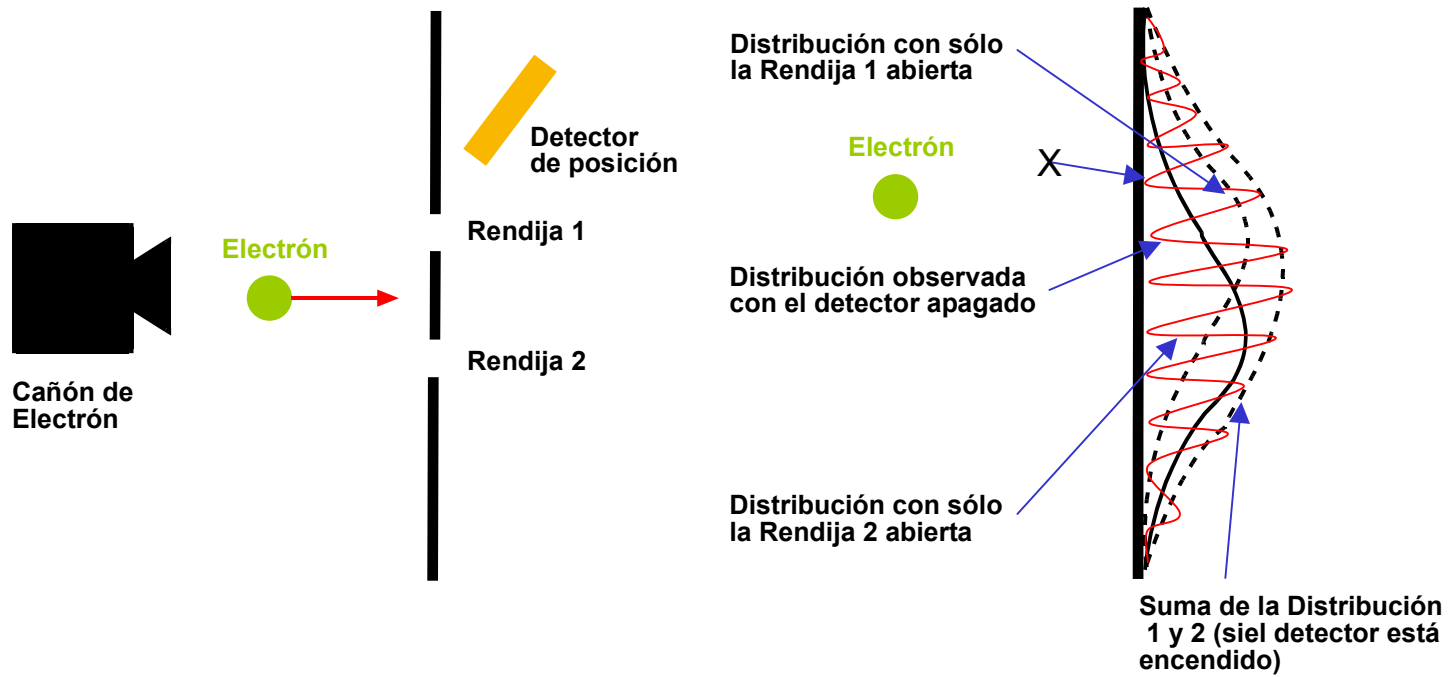 Distribución con sólo
la Rendija 1 abierta
Detector
de posición
Electrón
X
Rendija 1
Electrón
Distribución observada
con el detector apagado
Rendija 2
Cañón de
Electrón
Distribución con sólo
la Rendija 2 abierta
Suma de la Distribución
1 y 2 (siel detector está
encendido)